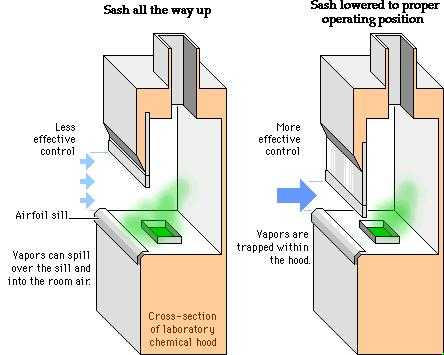 Sash all the way up
Less
effective
control
Airfoil sill
Vapors can spill
over the sill and
into the room air.
Cross-section
of laboratory
chemical hood
Sash lowered to proper
operating position
More
effective
control
Vapors are
trapped within
the hood.